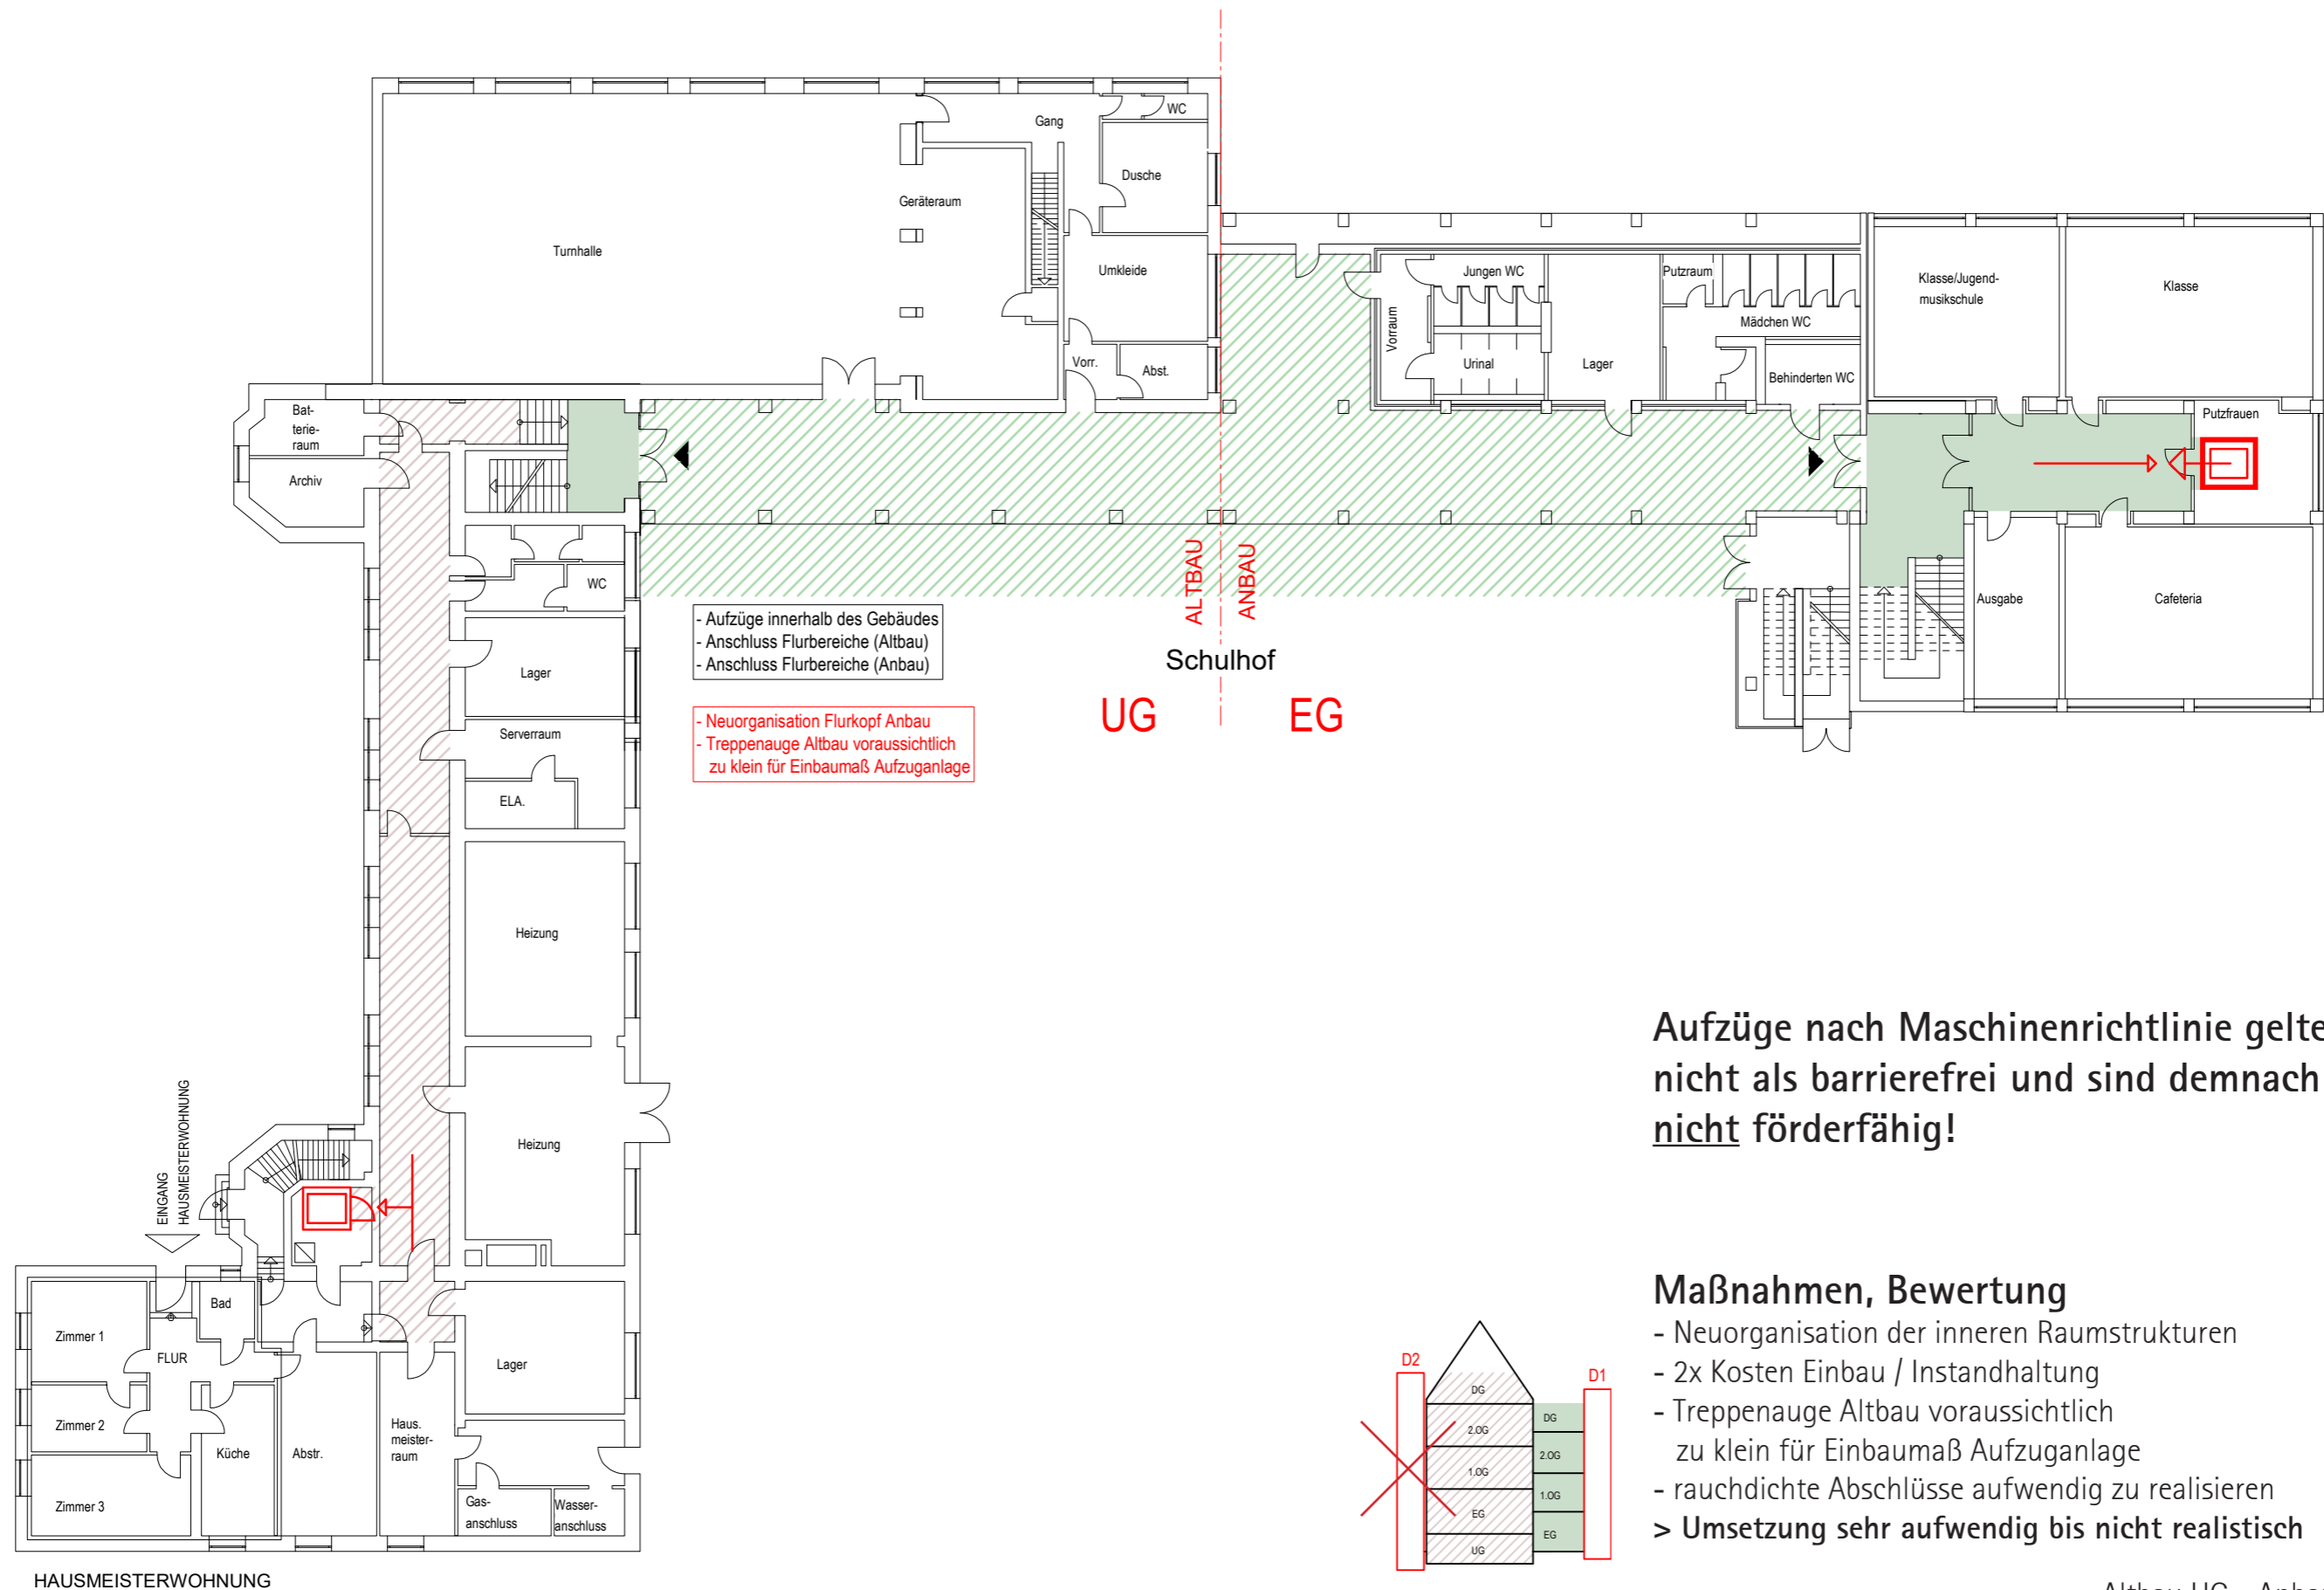 WC
Gang
Dusche
Geräteraum
Turnhalle
Umkleide
Vorr.
Abst.
Jungen WC
Putzraum
Vorraum
Mädchen WC
Urinal
Lager
Behinderten WC
Klasse/Jugend-
musikschule
Klasse
Putzfrauen
Bat-
terie-
raum
Archiv
WC
ALTBAU
ANBAU
Ausgabe
Cafeteria
- Aufzüge innerhalb des Gebäudes
- Anschluss Flurbereiche (Altbau)
- Anschluss Flurbereiche (Anbau)
Schulhof
Lager
UG
EG
- Neuorganisation Flurkopf Anbau
- Treppenauge Altbau voraussichtlich
zu klein für Einbaumaß Aufzuganlage
Serverraum
ELA.
Heizung
Heizung
Aufzüge nach Maschinenrichtlinie gelte
nicht als barrierefrei und sind demnach
nicht förderfähig!
EINGANG
HAUSMEISTERWOHNUNG
Bad
Zimmer 1
FLUR
Lager
Zimmer 2
Küche
Abstr.
Haus.
meister-
raum
Zimmer 3
Gas-
anschluss
Wasser-
anschluss
HAUSMEISTERWOHNUNG
D2
D1
DG
2.OG
1.OG
EG
UG
DG
2.OG
1.OG
EG
Maßnahmen, Bewertung
- Neuorganisation der inneren Raumstrukturen
- 2x Kosten Einbau / Instandhaltung
- Treppenauge Altbau voraussichtlich
zu klein für Einbaumaß Aufzuganlage
- rauchdichte Abschlüsse aufwendig zu realisieren
> Umsetzung sehr aufwendig bis nicht realistisch